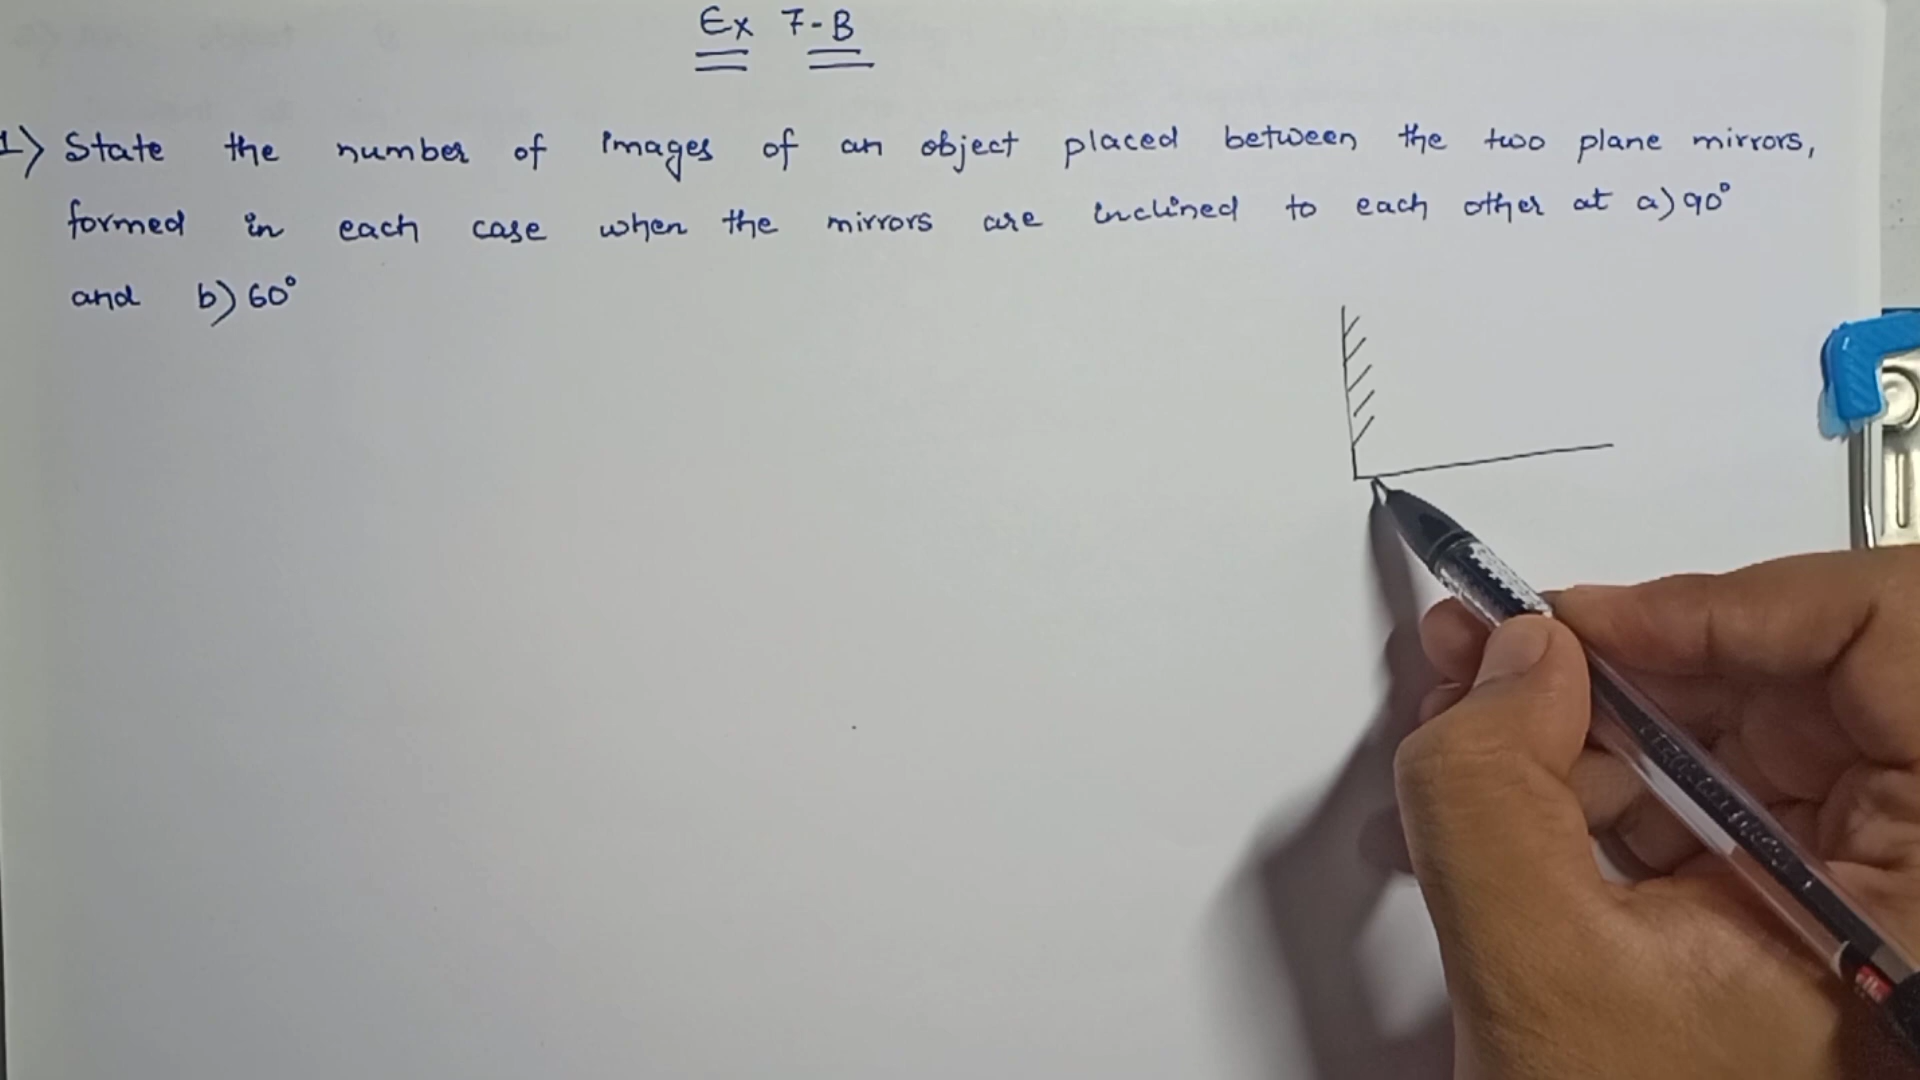 Ex 7-B
1) State the number of images of an object placed between the two plane mirrors,
formed in each case when the mirrors are inclined to each other at a) 90°
and b) 60°